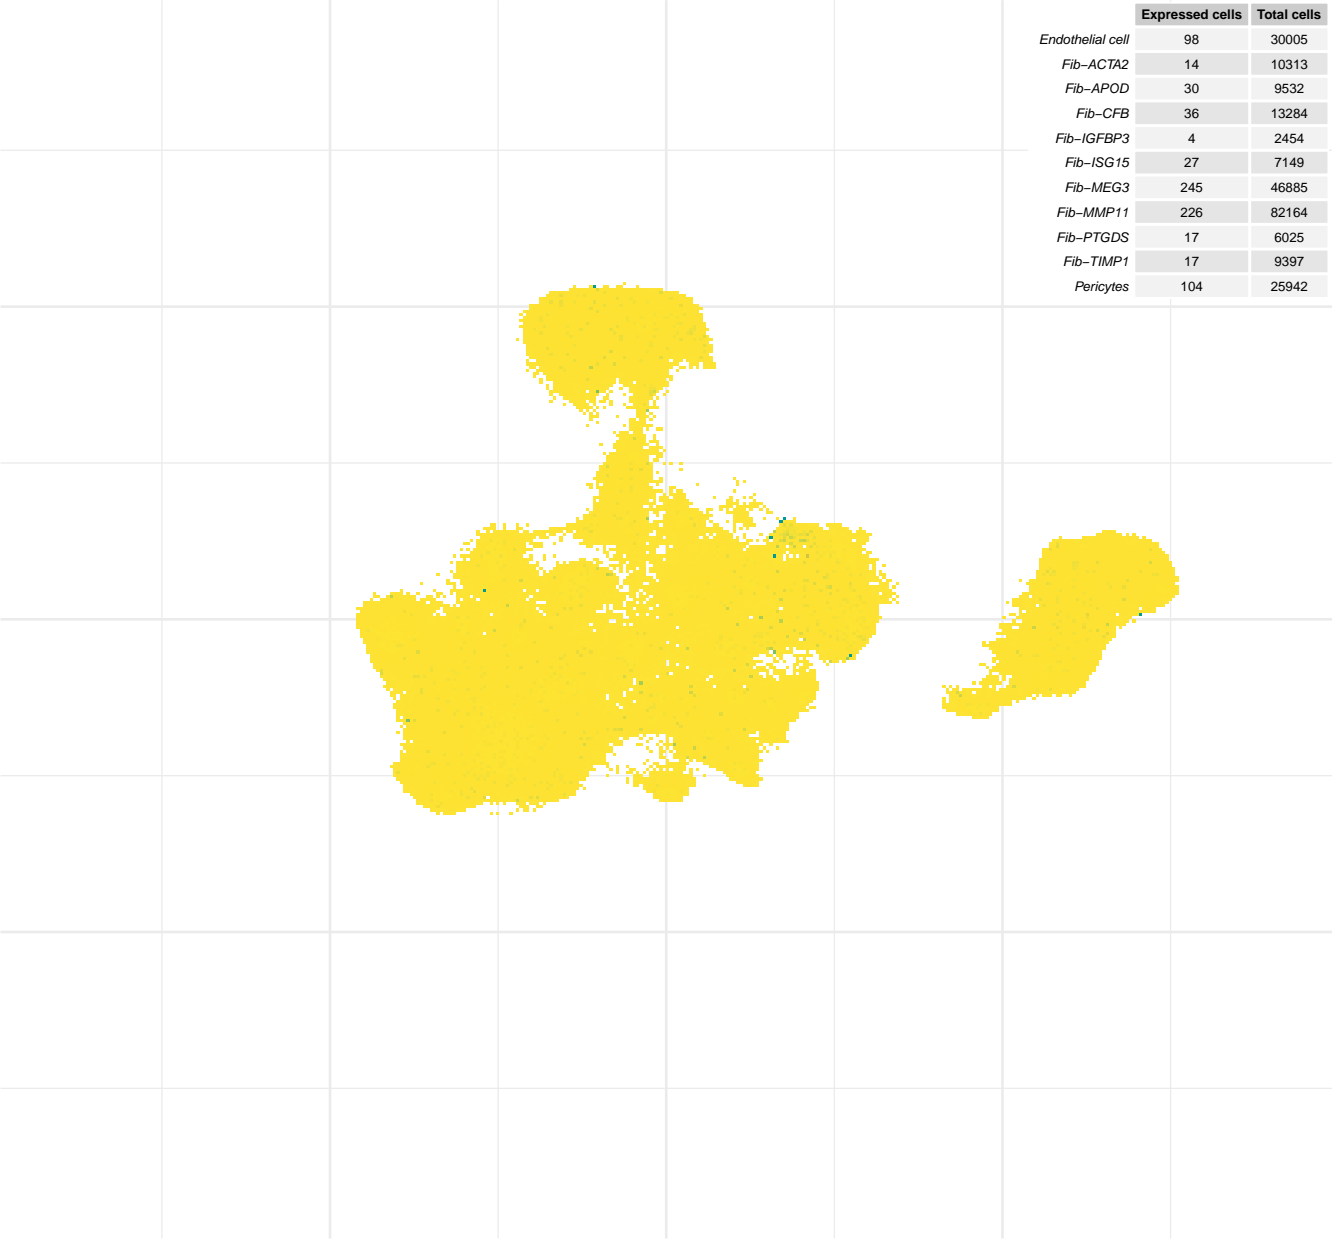 Expressed cells Total cells
Endothelial cell 98 30005
Fib−ACTA2 14 10313
Fib−APOD 30 9532
Fib−CFB 36 13284
Fib−IGFBP3 4 2454
Fib−ISG15 27 7149
Fib−MEG3 245 46885
Fib−MMP11 226 82164
Fib−PTGDS 17 6025
Fib−TIMP1 17 9397
Pericytes 104 25942